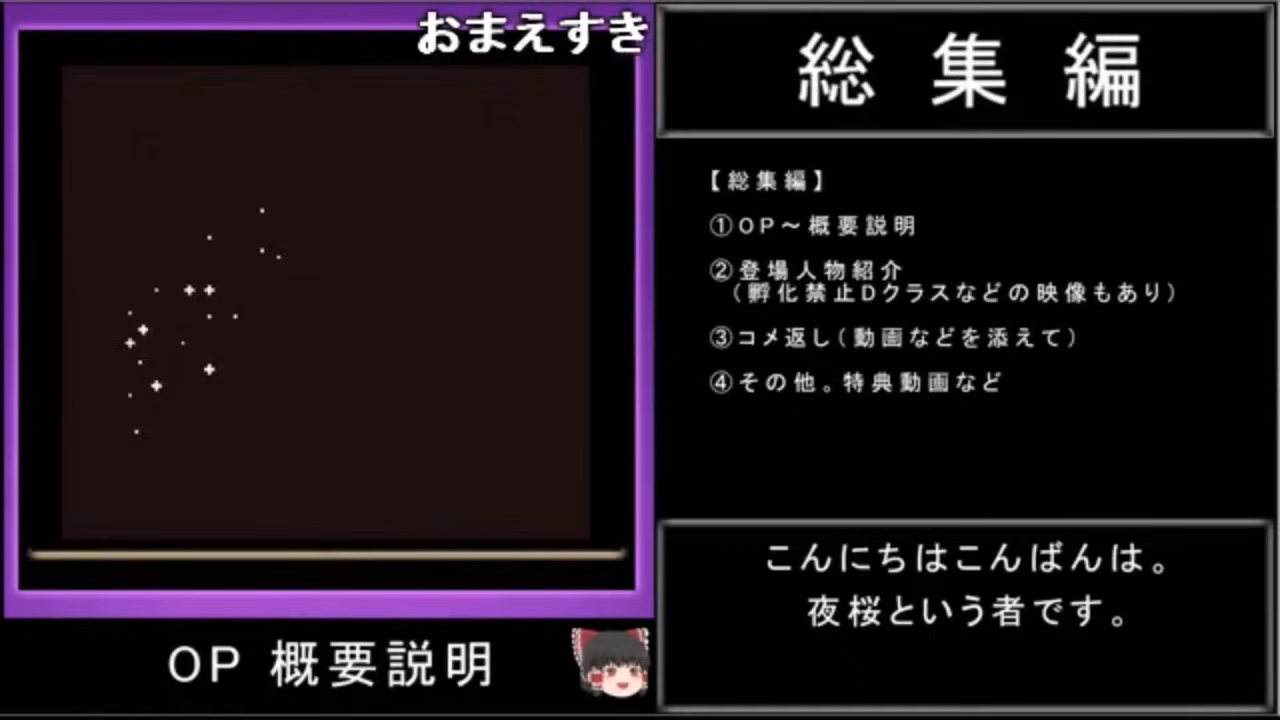 おまえすき
総集編
【総集編】
①OP～概要説明
②登場人物紹介
（孵化禁止Dクラスなどの映像もあり）
③コメ返し（動画などを添えて）
④その他。特典動画など
こんにちはこんばんは。
夜桜という者です。
OP 概要説明